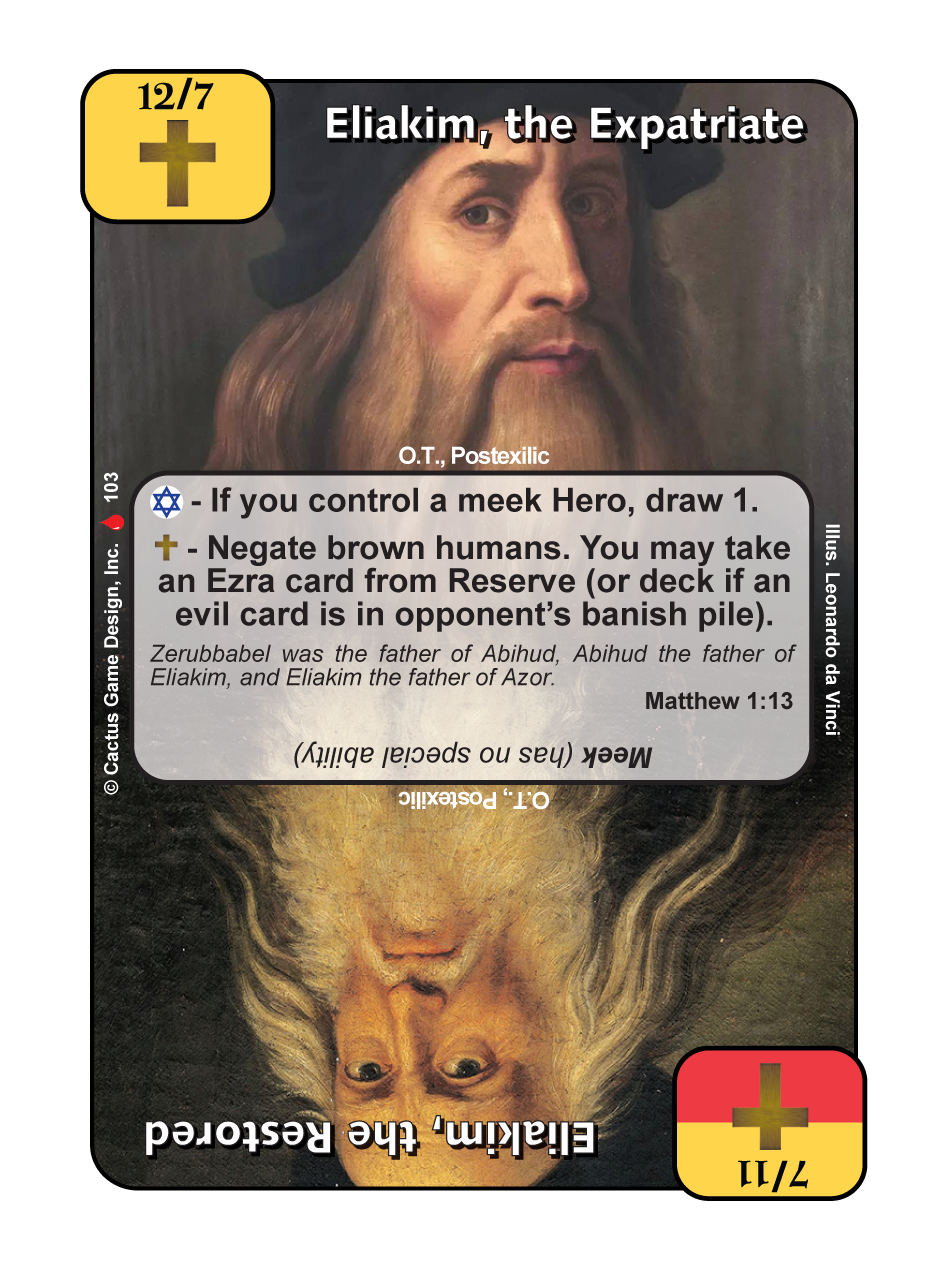 12/7
Eliakim, the Expatriate
O.T., Postexilic
- If you control a meek Hero, draw 1.
- Negate brown humans. You may take
an Ezra card from Reserve (or deck if an
evil card is in opponent’s banish pile).
Zerubbabel was the father of Abihud, Abihud the father of
Eliakim, and Eliakim the father of Azor.
Matthew 1:13
© Cactus Game Design, Inc. 103
Illus. Leonardo da Vinci
Meek (has no special ability)
O.T., Postexilic
Eliakim, the Restored
7/11